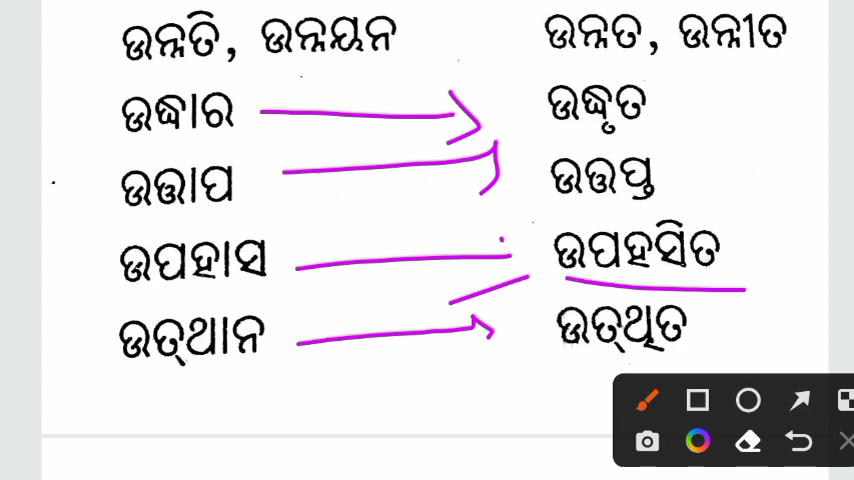 ଉନ୍ନତି, ଉନ୍ନୟନ ଉନ୍ନତ, ଉନ୍ନୀତ
ଉଦ୍ଧାର ଉଦ୍ଧୃତ
ଉତ୍ତାପ ଉତ୍ତପ୍ତ
ଉପହାସ ଉପହସିତ
ଉତ୍‌ଥାନ ଉତ୍‌ଥିତ